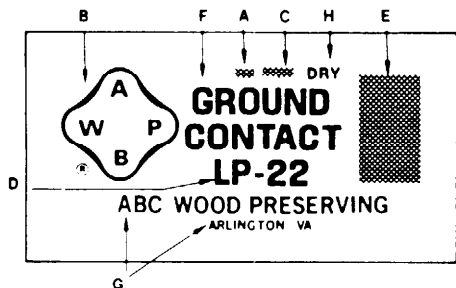 B F A C H E
A
W P
B
®
DRY
GROUND
CONTACT
LP-22
D
ABC WOOD PRESERVING
ARLINGTON VA
G